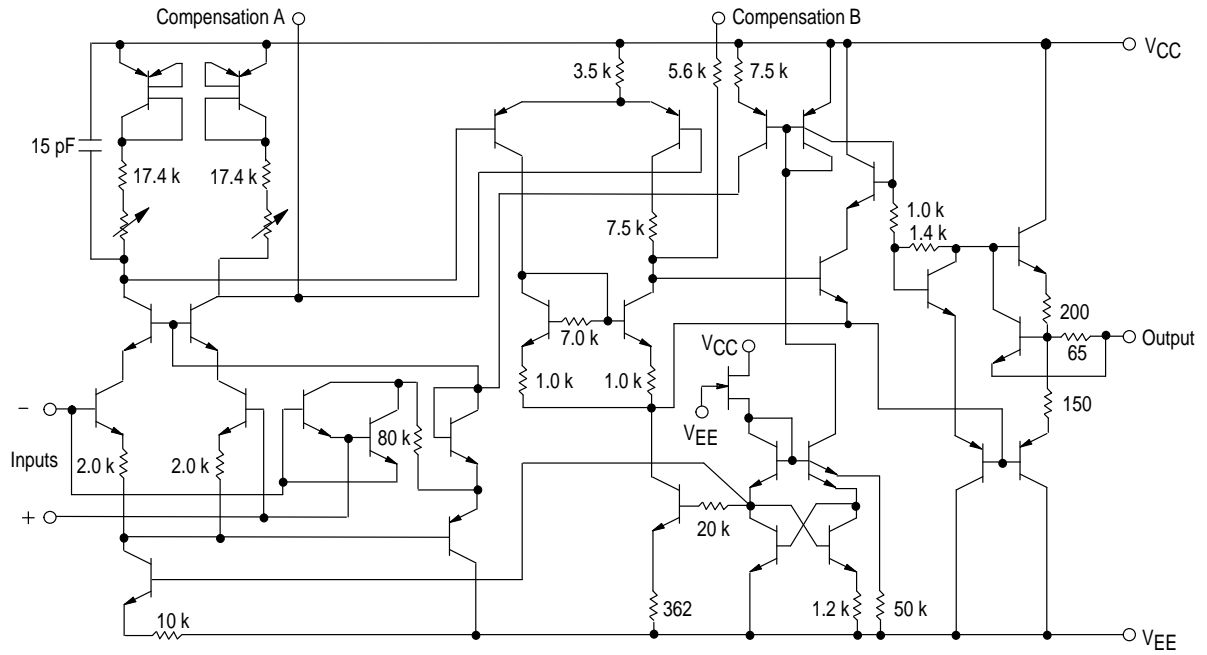 Compensation A
Compensation B
VCC
3.5 k
5.6 k
7.5 k
15 pF
17.4 k
17.4 k
1.0 k
1.4 k
7.5 k
200
65
Output
7.0 k
VCC
1.0 k
1.0 k
150
–
VEE
80 k
Inputs
2.0 k
2.0 k
+
20 k
10 k
362
1.2 k
50 k
VEE